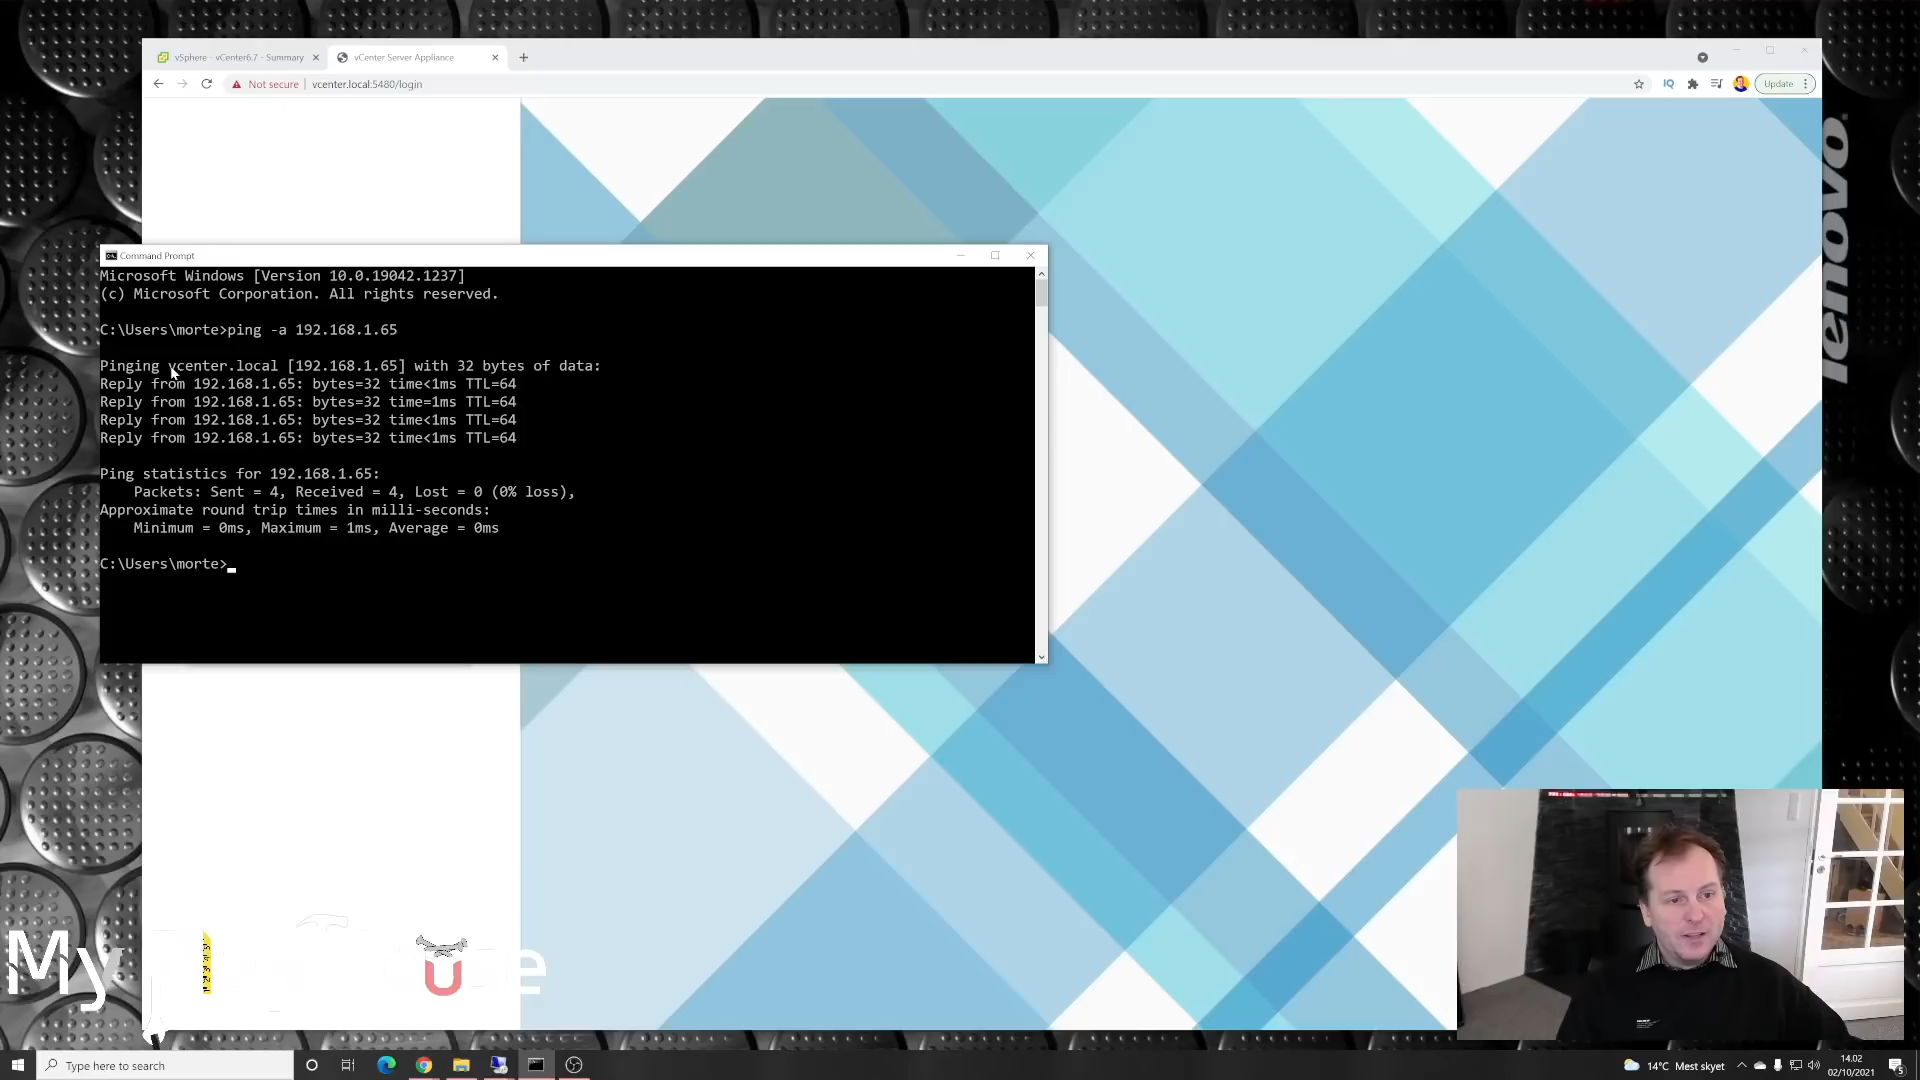 vSphere - vCenter6.7 - Summary
vCenter Server Appliance
Not secure
vcenter.local:5480/login
IQ
Update
lenovo
Command Prompt
Microsoft Windows [Version 10.0.19042.1237]
(c) Microsoft Corporation. All rights reserved.
C:\Users\morte>ping -a 192.168.1.65
Pinging vcenter.local [192.168.1.65] with 32 bytes of data:
Reply from 192.168.1.65: bytes=32 time<1ms TTL=64
Reply from 192.168.1.65: bytes=32 time=1ms TTL=64
Reply from 192.168.1.65: bytes=32 time<1ms TTL=64
Reply from 192.168.1.65: bytes=32 time<1ms TTL=64
Ping statistics for 192.168.1.65:
Packets: Sent = 4, Received = 4, Lost = 0 (0% loss),
Approximate round trip times in milli-seconds:
Minimum = 0ms, Maximum = 1ms, Average = 0ms
C:\Users\morte>
My
Type here to search
14°C Mest skyet
14.02
02/10/2021
5